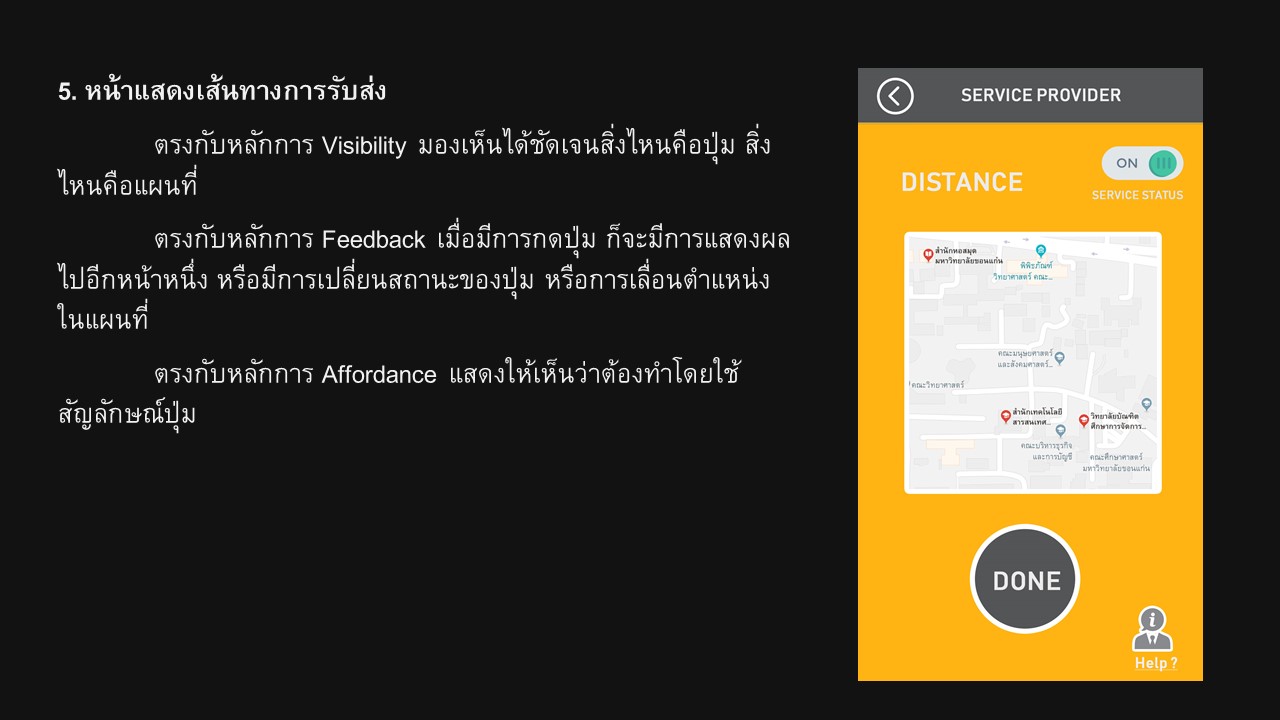 5. หน้าแสดงเส้นทางการรับส่ง
ตรงกับหลักการ Visibility มองเห็นได้ชัดเจนสิ่งไหนคือปุ่ม สิ่ง
ไหนคือแผนที่
ตรงกับหลักการ Feedback เมื่อมีการกดปุ่ม ก็จะมีการแสดงผล
ไปอีกหน้าหนึ่ง หรือมีการเปลี่ยนสถานะของปุ่ม หรือการเลื่อนตำแหน่ง
ในแผนที่
ตรงกับหลักการ Affordance แสดงให้เห็นว่าต้องทำโดยใช้
สัญลักษณ์ปุ่ม
SERVICE PROVIDER
ON
DISTANCE
SERVICE STATUS
สำนักหอสมุด
มหาวิทยาลัยขอนแก่น
พิพิธภัณฑ์
วิทยาศาสตร์ คณะ...
คณะมนุษยศาสตร์
และสังคมศาสตร์...
คณะวิทยาศาสตร์
สำนักเทคโนโลยี
สารสนเทศ...
วิทยาลัยบัณฑิต
ศึกษาการจัดการ...
คณะบริหารธุรกิจ
และการบัญชี
คณะศึกษาศาสตร์
มหาวิทยาลัยขอนแก่น
DONE
Help ?